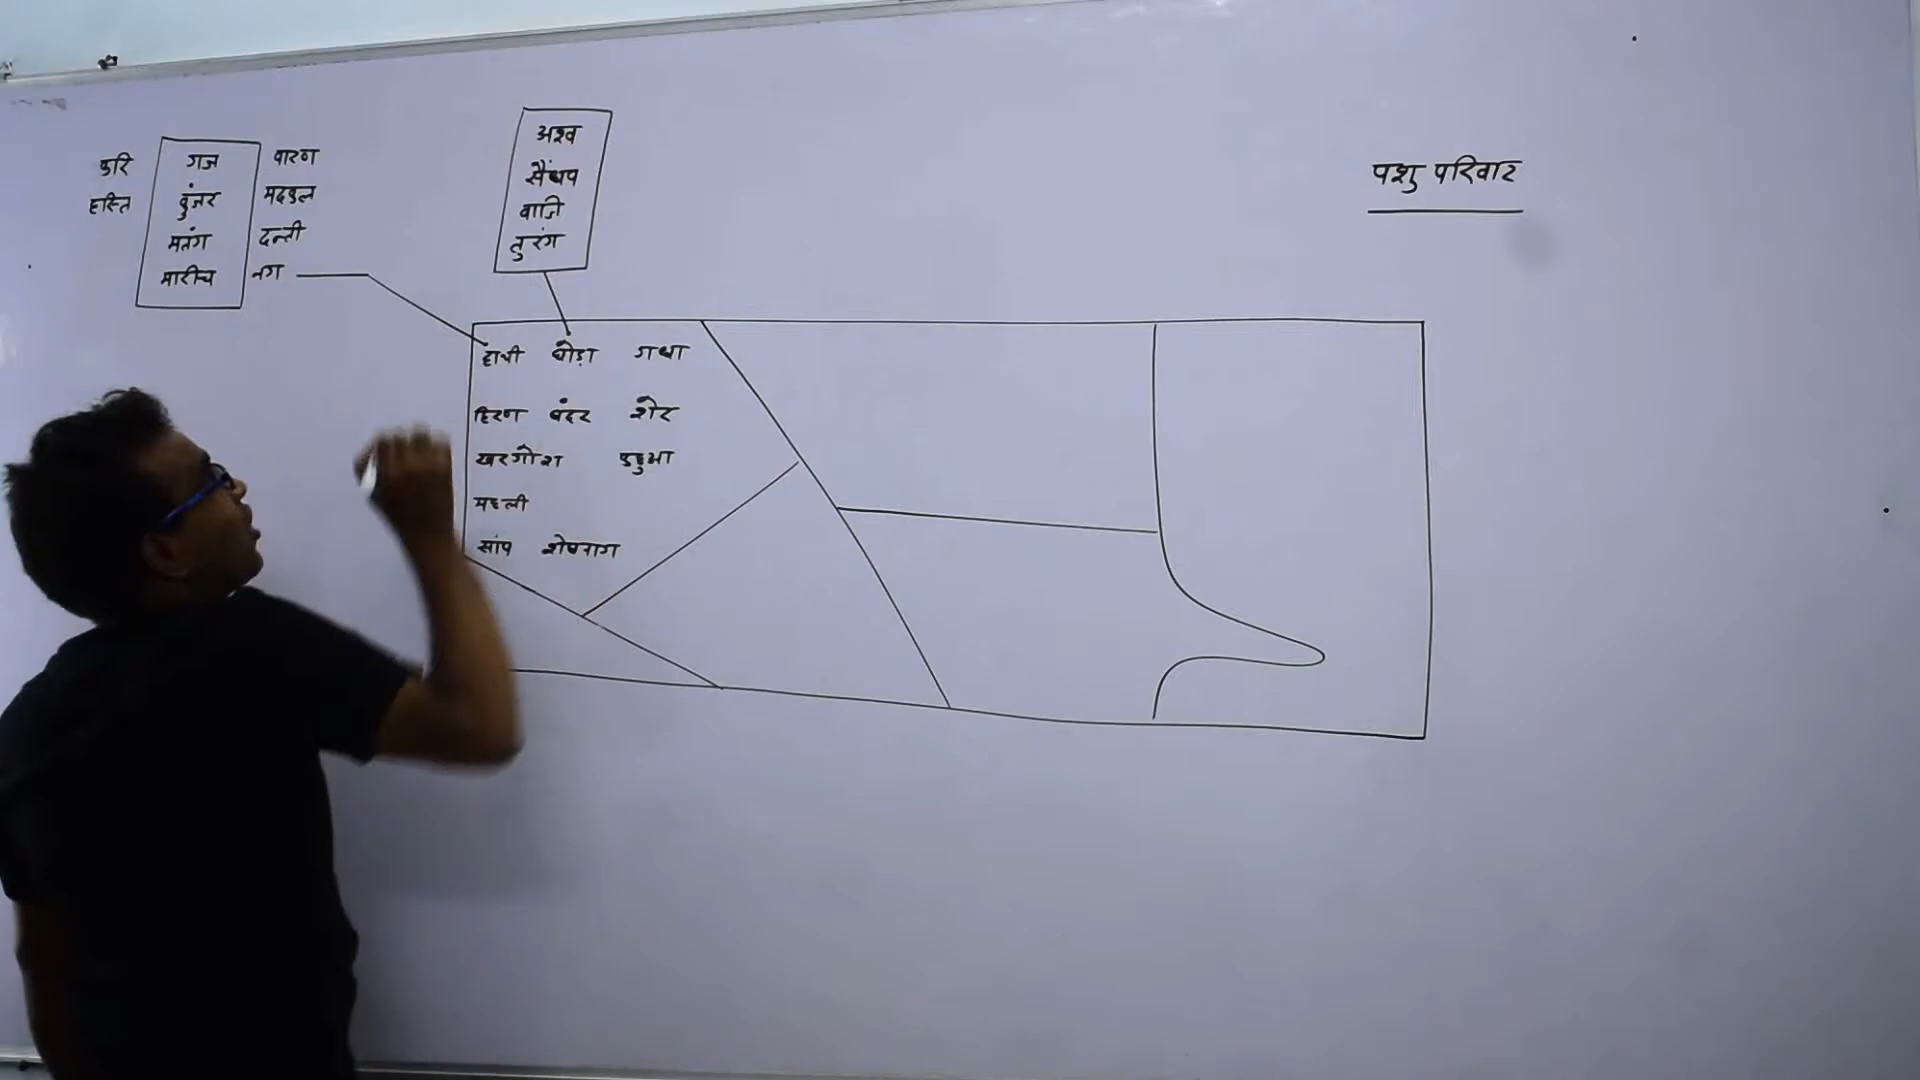 पशु परिवार
करि गज वारण
हस्ति कुंजर मदकल
मतंग दन्ती
मारीच नग
अश्व
सैंधव
वाजि
तुरंग
हाथी घोड़ा गधा
हिरण बंदर शेर
खरगोश कछुआ
मछली
सांप शेषनाग